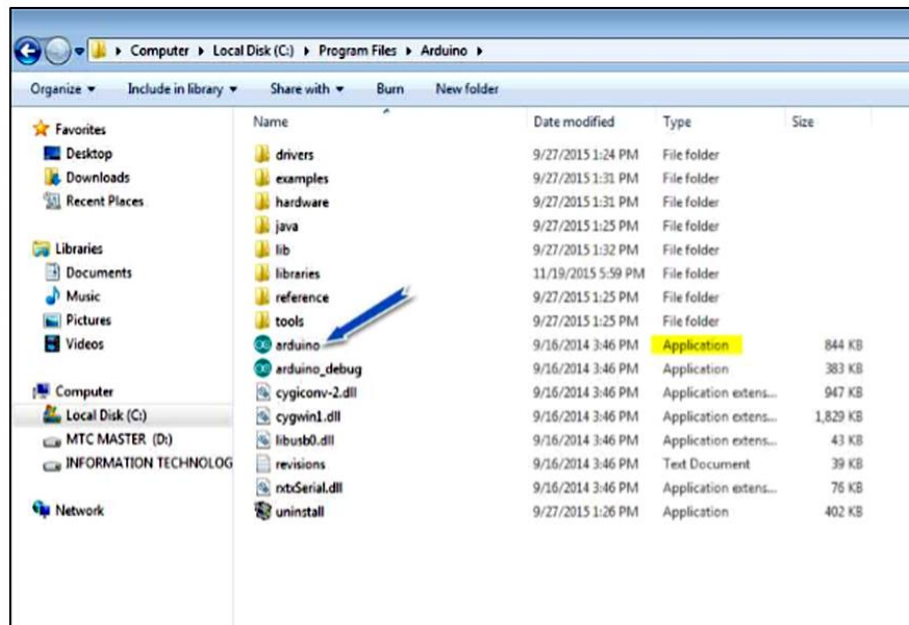 Computer Local Disk (C:) Program Files Arduino
Organize Include in library Share with Burn New folder
Favorites
Desktop
Downloads
Recent Places
Libraries
Documents
Music
Pictures
Videos
Computer
Local Disk (C:)
MTC MASTER (D:)
INFORMATION TECHNOLOG
Network
Name Date modified Type Size
drivers 9/27/2015 1:24 PM File folder
examples 9/27/2015 1:31 PM File folder
hardware 9/27/2015 1:31 PM File folder
java 9/27/2015 1:25 PM File folder
lib 9/27/2015 1:32 PM File folder
libraries 11/19/2015 5:59 PM File folder
reference 9/27/2015 1:25 PM File folder
tools 9/27/2015 1:25 PM File folder
arduino 9/16/2014 3:46 PM Application 844 KB
arduino_debug 9/16/2014 3:46 PM Application 383 KB
cygiconv-2.dll 9/16/2014 3:46 PM Application extens... 947 KB
cygwin1.dll 9/16/2014 3:46 PM Application extens... 1,829 KB
libusb0.dll 9/16/2014 3:46 PM Application extens... 43 KB
revisions 9/16/2014 3:46 PM Text Document 39 KB
rxtxSerial.dll 9/16/2014 3:46 PM Application extens... 76 KB
uninstall 9/27/2015 1:26 PM Application 402 KB